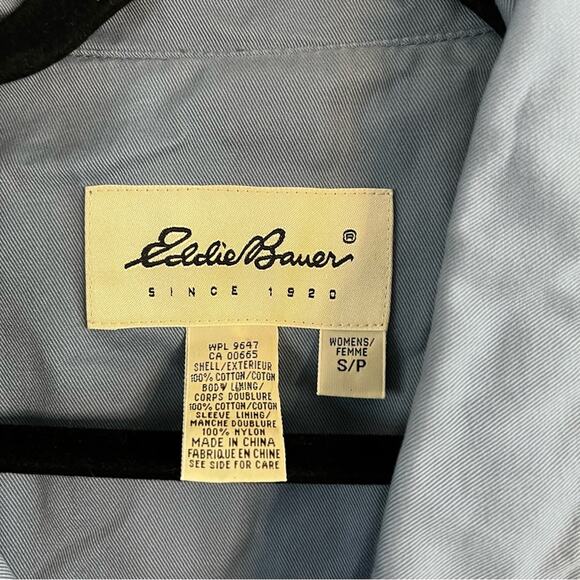 Eddie Bauer®
SINCE 1920
WPL 9647
CA 00665
SHELL/EXTERIEUR
100% COTTON/COTON
BODY LINING/
CORPS DOUBLURE
100% COTTON/COTON
SLEEVE LINING/
MANCHE DOUBLURE
100% NYLON
MADE IN CHINA
FABRIQUE EN CHINE
SEE SIDE FOR CARE
WOMENS/
FEMME
S/P